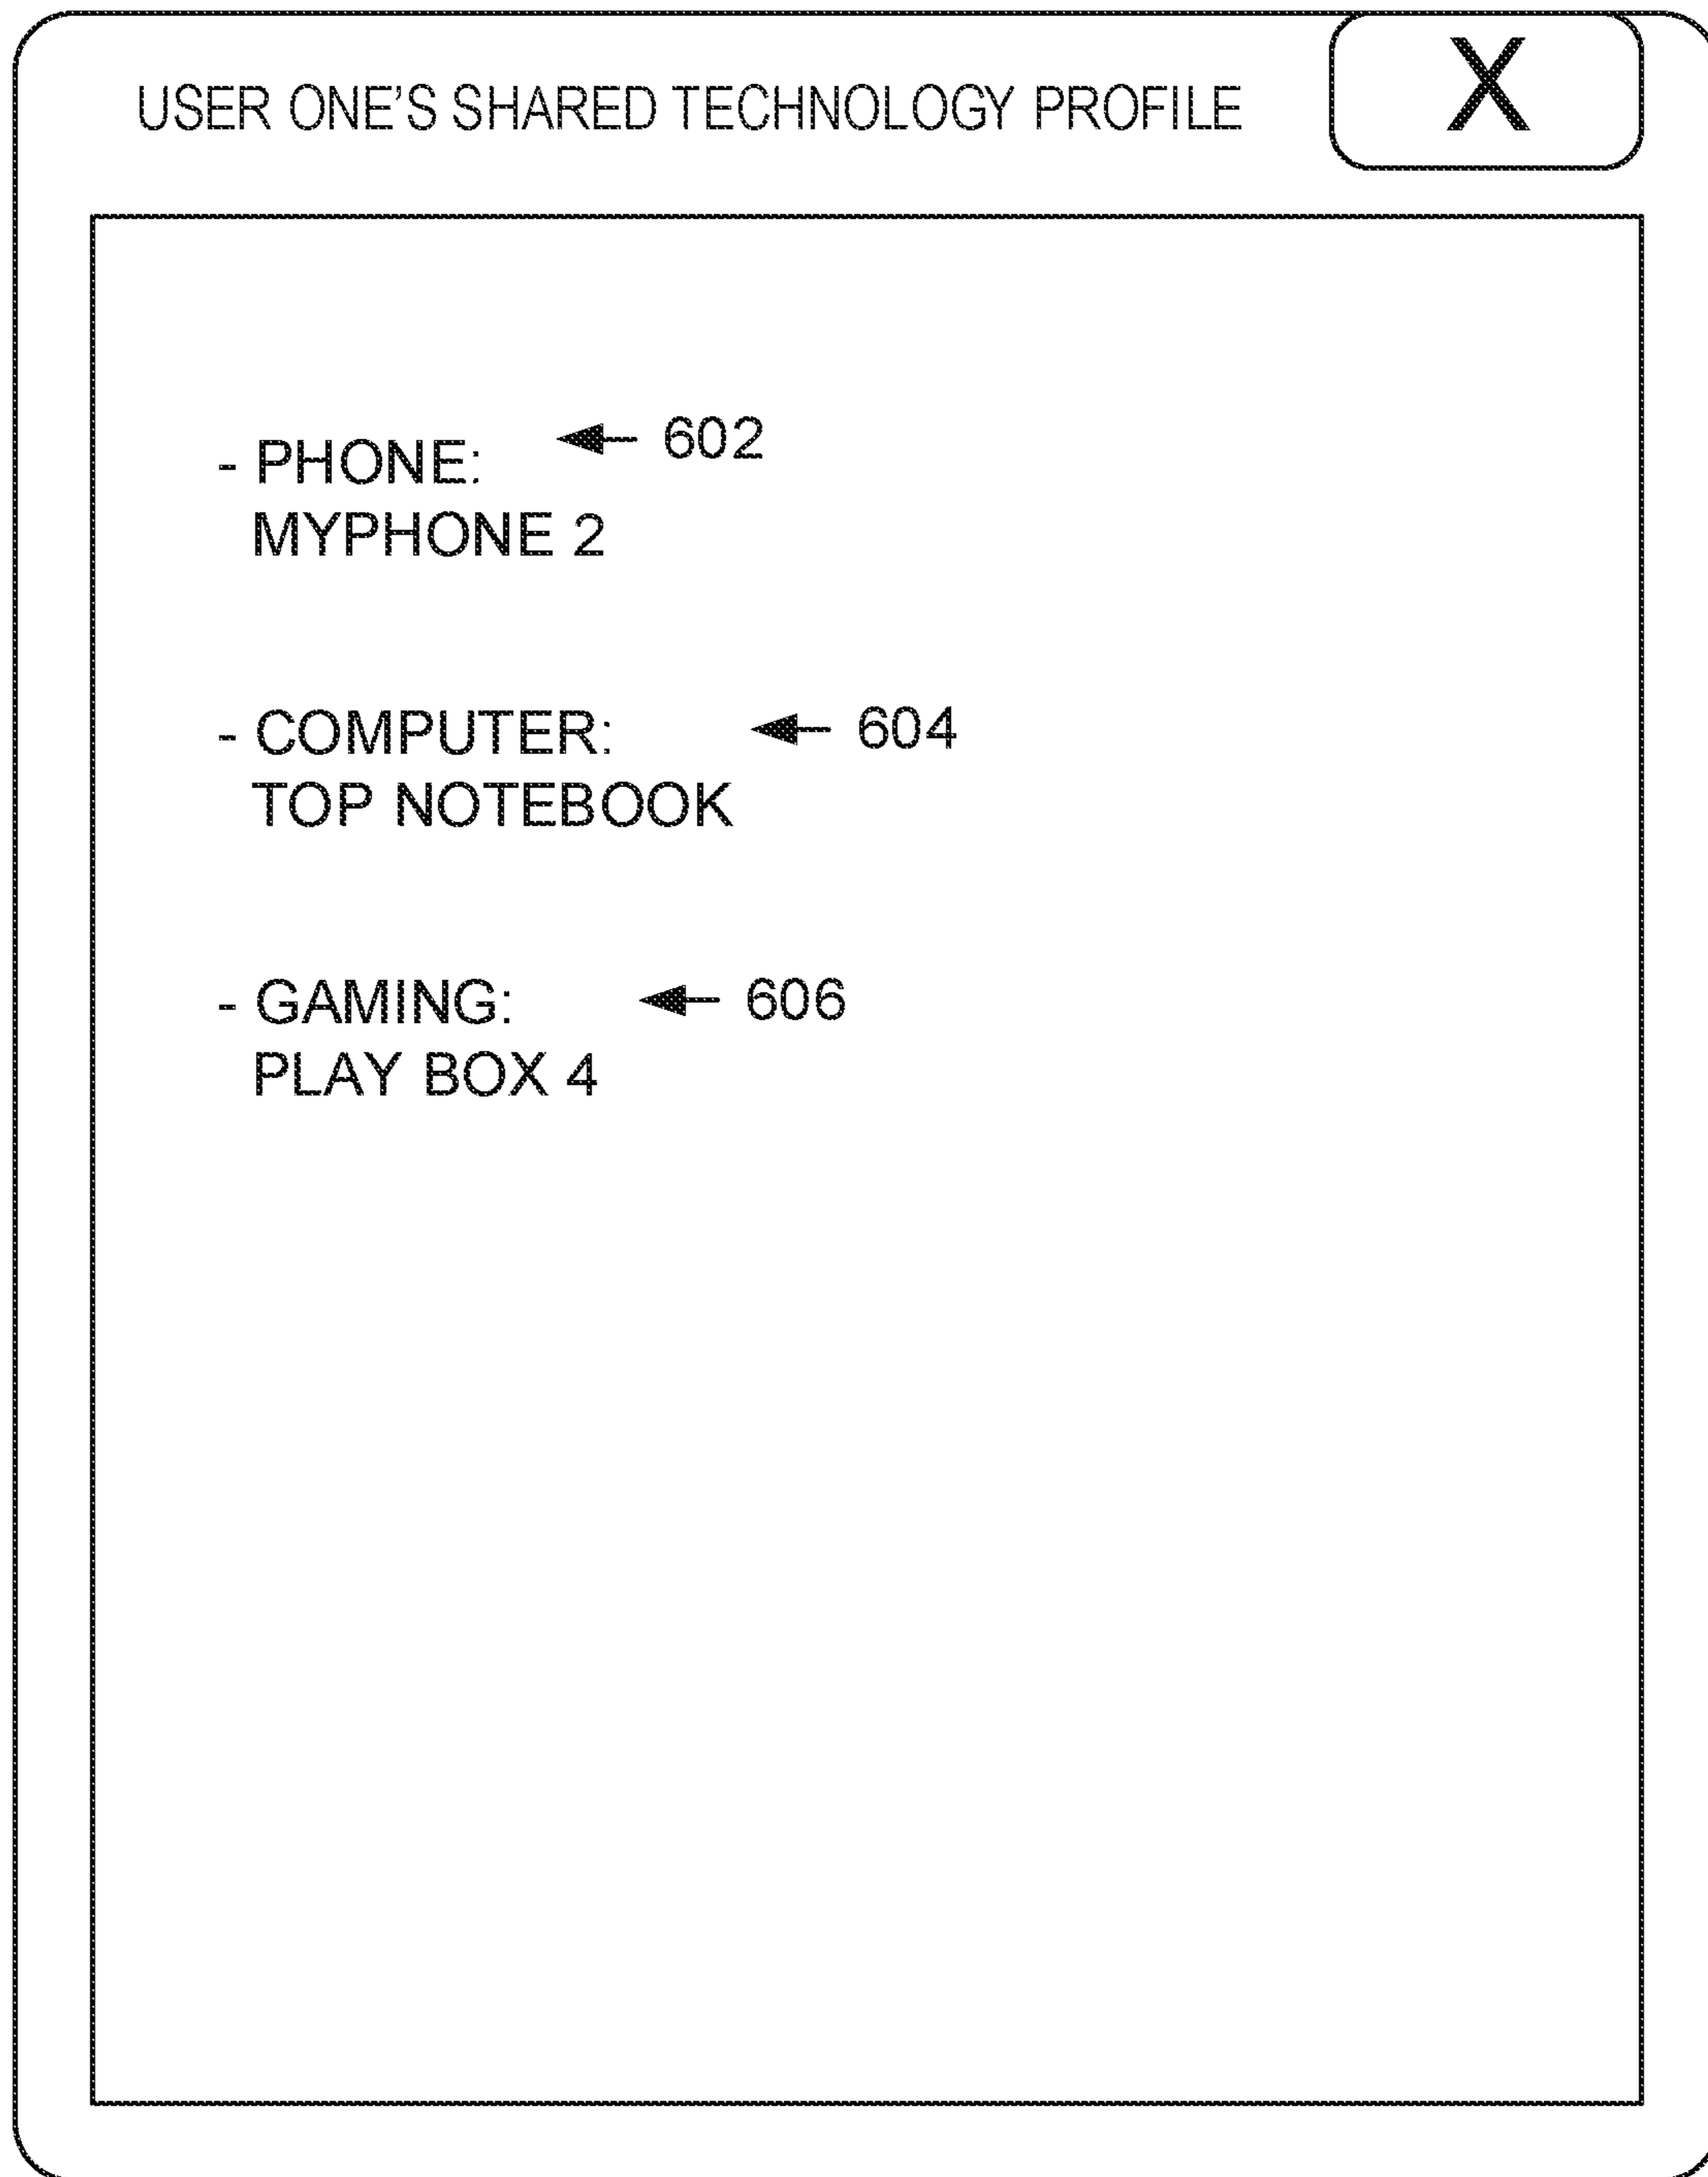 USER ONE'S SHARED TECHNOLOGY PROFILE X
- PHONE: 602
MYPHONE 2
- COMPUTER: 604
TOP NOTEBOOK
- GAMING: 606
PLAY BOX 4